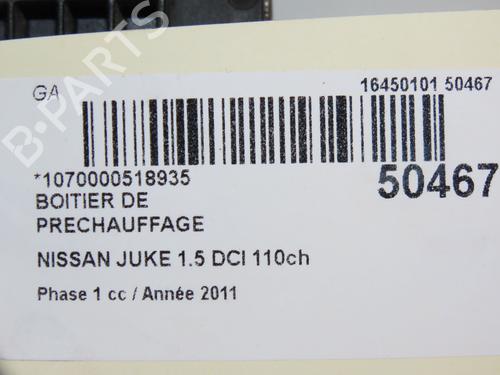 GA
16450101 50467
*1070000518935
50467
BOITIER DE
PRECHAUFFAGE
NISSAN JUKE 1.5 DCI 110ch
Phase 1 cc / Année 2011
B-PARTS